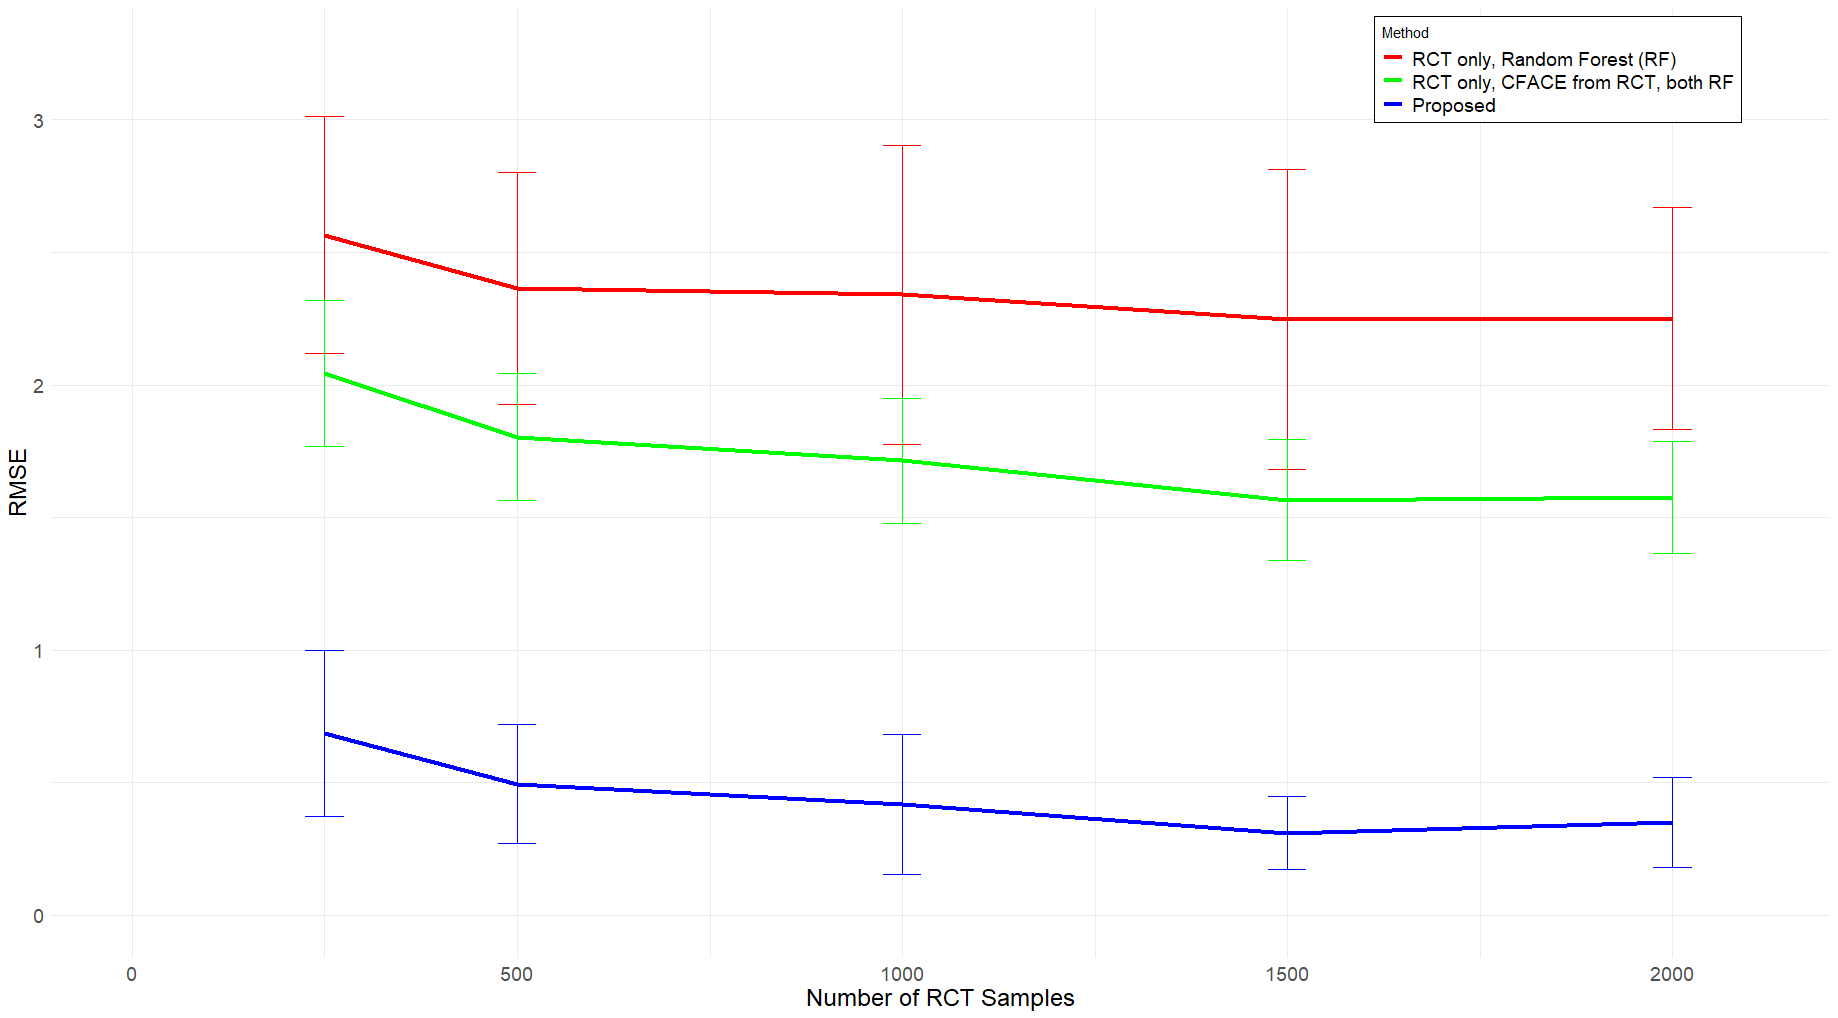 Method
RCT only, Random Forest (RF)
RCT only, CFACE from RCT, both RF
Proposed
3
2
1
0
RMSE
0 500 1000 1500 2000
Number of RCT Samples